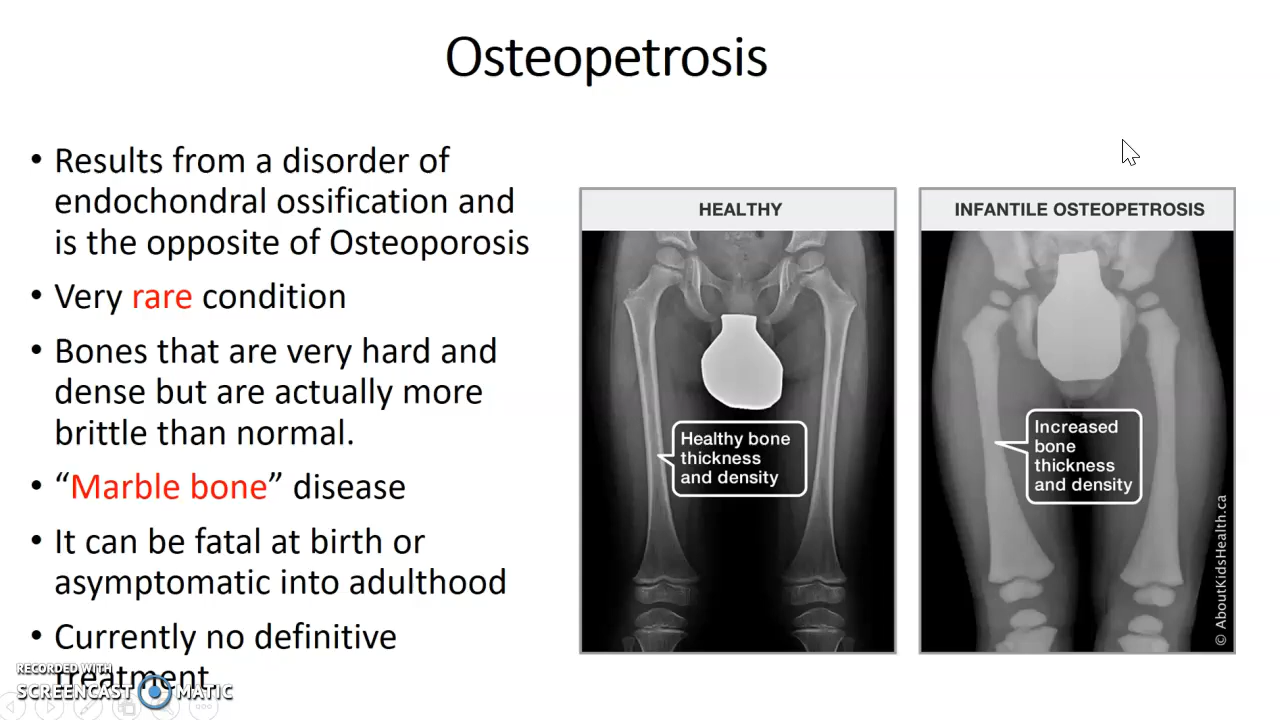 Osteopetrosis
• Results from a disorder of
endochondral ossification and
is the opposite of Osteoporosis
• Very rare condition
• Bones that are very hard and
dense but are actually more
brittle than normal.
• “Marble bone” disease
• It can be fatal at birth or
asymptomatic into adulthood
• Currently no definitive
treatment
HEALTHY
Healthy bone
thickness
and density
INFANTILE OSTEOPETROSIS
Increased
bone
thickness
and density
© AboutKidsHealth.ca
RECORDED WITH
SCREENCAST MATIC